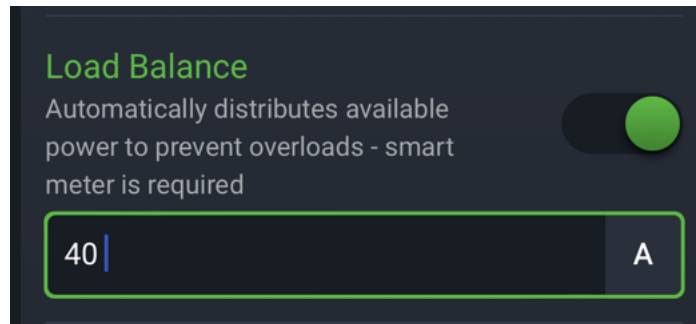 Load Balance
Automatically distributes available
power to prevent overloads - smart
meter is required
40 A